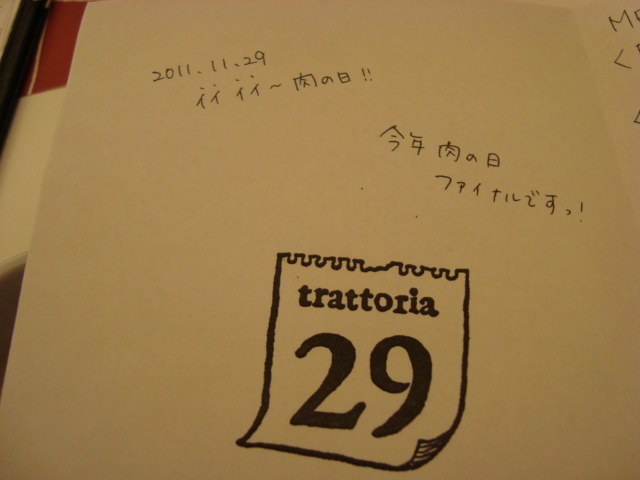 2011.11.29
イイ イイ～肉の日!!
今年肉の日
ファイナルですっ!
trattoria
29